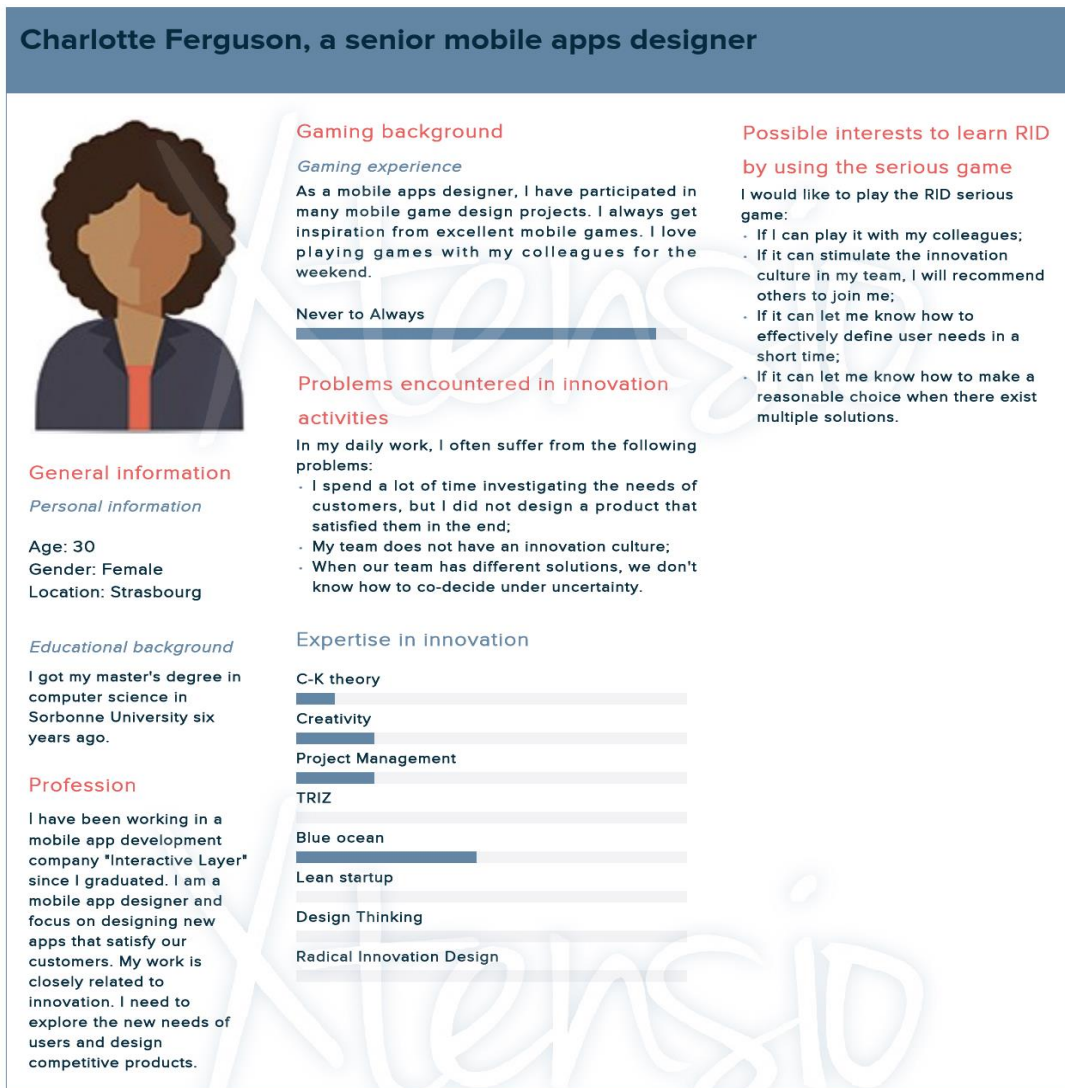 Charlotte Ferguson, a senior mobile apps designer
General information
Personal information
Age: 30
Gender: Female
Location: Strasbourg
Educational background
I got my master's degree in
computer science in
Sorbonne University six
years ago.
Profession
I have been working in a
mobile app development
company "Interactive Layer"
since I graduated. I am a
mobile app designer and
focus on designing new
apps that satisfy our
customers. My work is
closely related to
innovation. I need to
explore the new needs of
users and design
competitive products.
Gaming background
Gaming experience
As a mobile apps designer, I have participated in
many mobile game design projects. I always get
inspiration from excellent mobile games. I love
playing games with my colleagues for the
weekend.
Never to Always
Problems encountered in innovation
activities
In my daily work, I often suffer from the following
problems:
· I spend a lot of time investigating the needs of
customers, but I did not design a product that
satisfied them in the end;
· My team does not have an innovation culture;
· When our team has different solutions, we don't
know how to co-decide under uncertainty.
Expertise in innovation
C-K theory
Creativity
Project Management
TRIZ
Blue ocean
Lean startup
Design Thinking
Radical Innovation Design
Possible interests to learn RID
by using the serious game
I would like to play the RID serious
game:
· If I can play it with my colleagues;
· If it can stimulate the innovation
culture in my team, I will recommend
others to join me;
· If it can let me know how to
effectively define user needs in a
short time;
· If it can let me know how to make a
reasonable choice when there exist
multiple solutions.
Xtensio
Xtensio